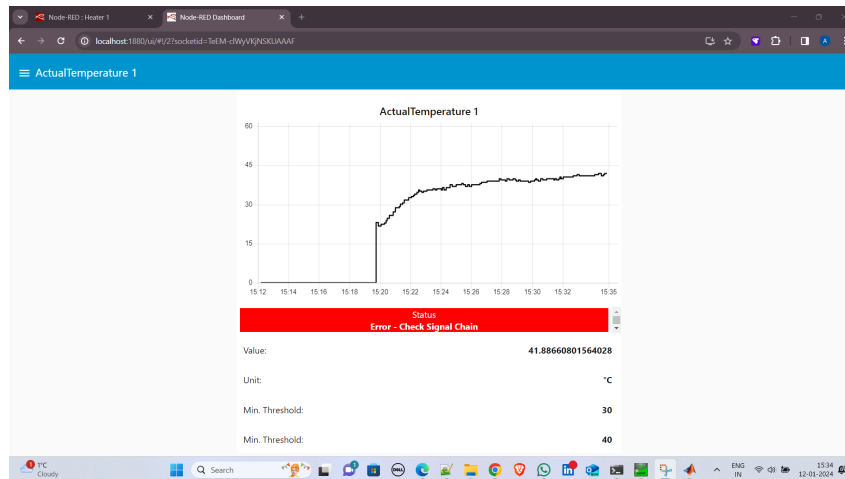 Node-RED : Heater 1
Node-RED Dashboard
localhost:1880/ui/#!/2?socketid=TeEM-dWyVKjNSKUAAAF
ActualTemperature 1
ActualTemperature 1
60
45
30
15
0
15:12 15:14 15:16 15:18 15:20 15:22 15:24 15:26 15:28 15:30 15:32 15:35
Status
Error - Check Signal Chain
Value: 41.88660801564028
Unit: °C
Min. Threshold: 30
Min. Threshold: 40
1°C
Cloudy
Search
ENG
IN
15:34
12-01-2024